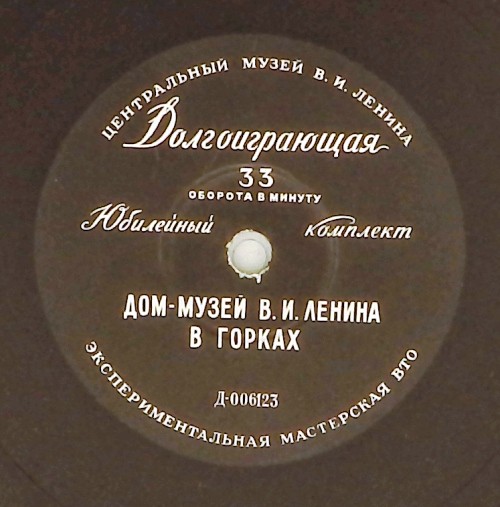 ЦЕНТРАЛЬНЫЙ МУЗЕЙ В. И. ЛЕНИНА
Долгоиграющая
33
ОБОРОТА В МИНУТУ
Юбилейный комплект
ДОМ-МУЗЕЙ В. И. ЛЕНИНА
В ГОРКАХ
Д-006123
ЭКСПЕРИМЕНТАЛЬНАЯ МАСТЕРСКАЯ ВТО